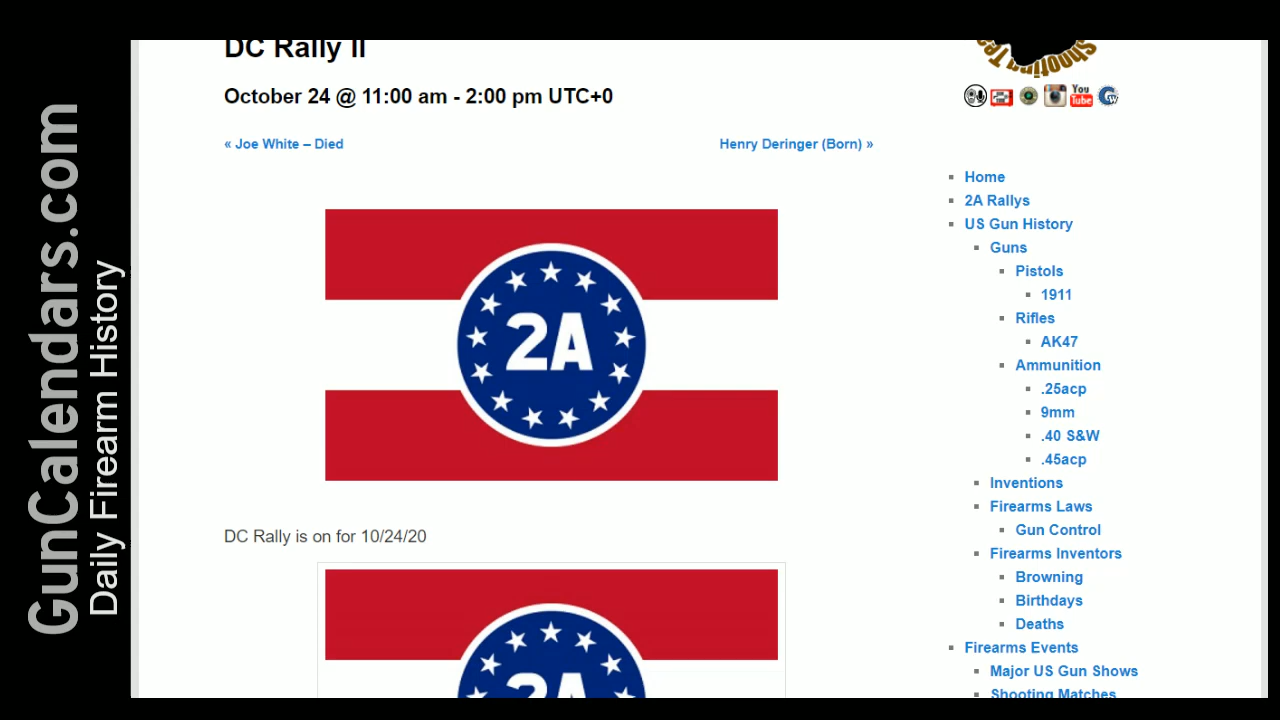 GunCalendars.com
Daily Firearm History
DC Rally II
October 24 @ 11:00 am - 2:00 pm UTC+0
« Joe White – Died
Henry Deringer (Born) »
2A
DC Rally is on for 10/24/20
2A
Shooting
You
Tube
Home
2A Rallys
US Gun History
Guns
Pistols
1911
Rifles
AK47
Ammunition
.25acp
9mm
.40 S&W
.45acp
Inventions
Firearms Laws
Gun Control
Firearms Inventors
Browning
Birthdays
Deaths
Firearms Events
Major US Gun Shows
Shooting Matches